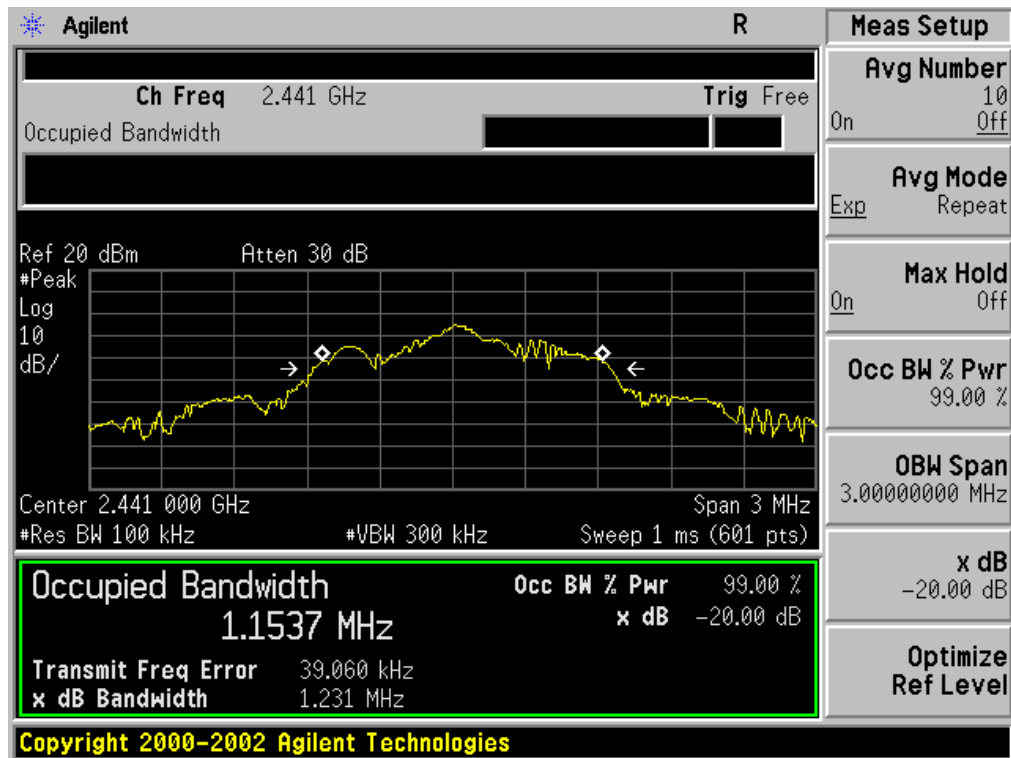 Agilent R Meas Setup
Ch Freq 2.441 GHz Trig Free
Occupied Bandwidth
Avg Number
10
On Off
Avg Mode
Exp Repeat
Max Hold
On Off
Occ BW % Pwr
99.00 %
OBW Span
3.00000000 MHz
x dB
-20.00 dB
Optimize
Ref Level
Ref 20 dBm Atten 30 dB
#Peak
Log
10
dB/
Center 2.441 000 GHz Span 3 MHz
#Res BW 100 kHz #VBW 300 kHz Sweep 1 ms (601 pts)
Occupied Bandwidth Occ BW % Pwr 99.00 %
1.1537 MHz x dB -20.00 dB
Transmit Freq Error 39.060 kHz
x dB Bandwidth 1.231 MHz
Copyright 2000-2002 Agilent Technologies